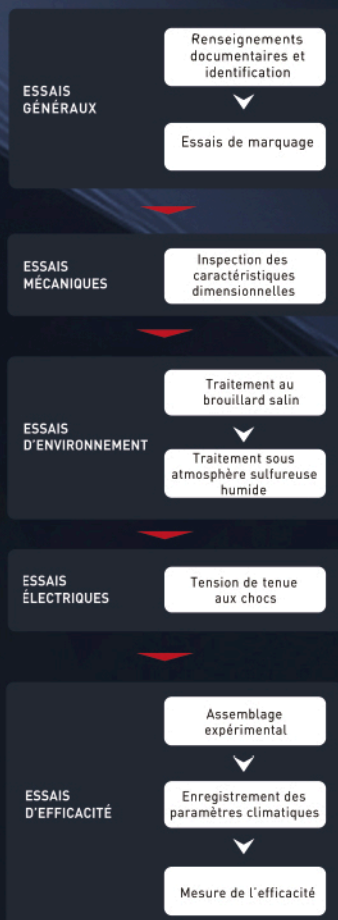 ESSAIS
GÉNÉRAUX
Renseignements
documentaires et
identification
Essais de marquage
ESSAIS
MÉCANIQUES
Inspection des
caractéristiques
dimensionnelles
ESSAIS
D'ENVIRONNEMENT
Traitement au
brouillard salin
Traitement sous
atmosphère sulfureuse
humide
ESSAIS
ÉLECTRIQUES
Tension de tenue
aux chocs
ESSAIS
D'EFFICACITÉ
Assemblage
expérimental
Enregistrement des
paramètres climatiques
Mesure de l'efficacité